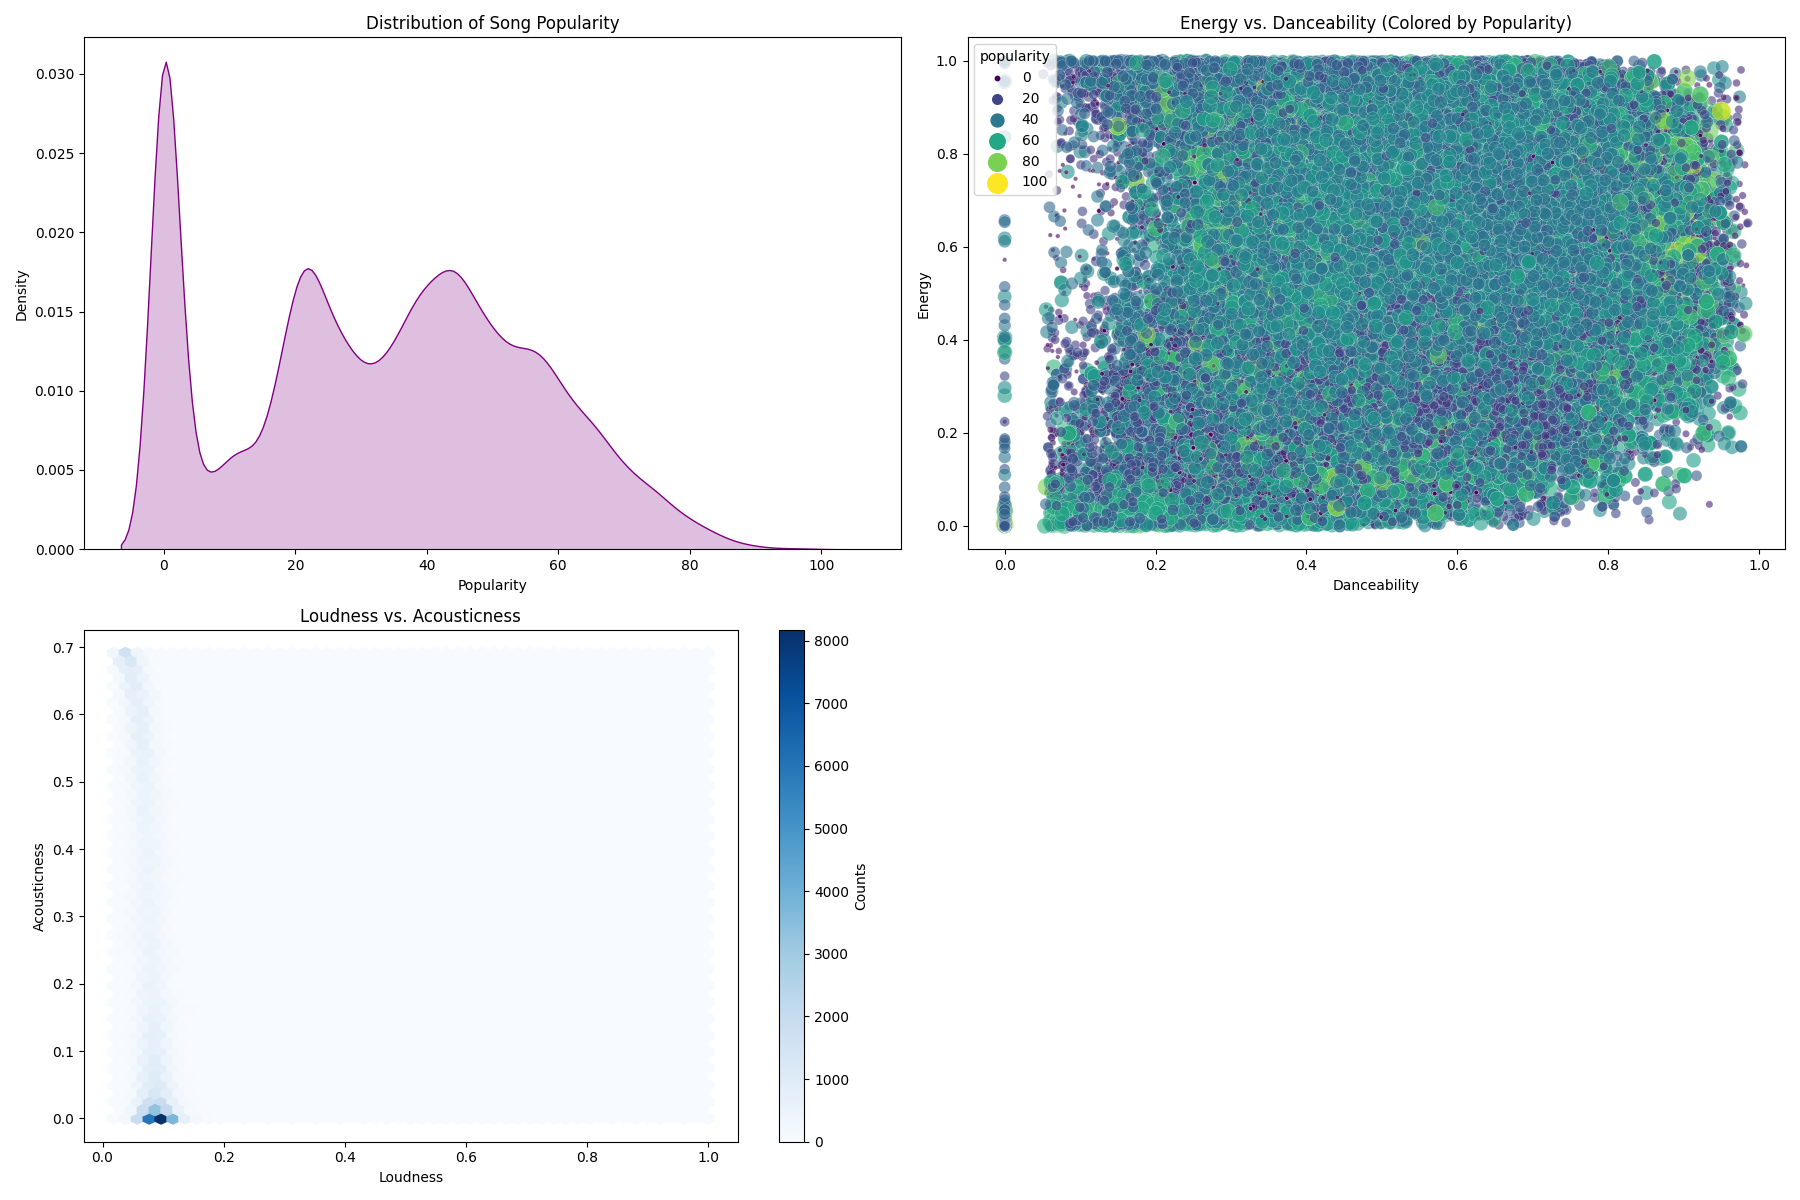 Distribution of Song Popularity
0.030
0.025
0.020
0.015
0.010
0.005
0.000
Density
0 20 40 60 80 100
Popularity
Energy vs. Danceability (Colored by Popularity)
popularity
0
20
40
60
80
100
1.0
0.8
0.6
0.4
0.2
0.0
Energy
0.0 0.2 0.4 0.6 0.8 1.0
Danceability
Loudness vs. Acousticness
0.7
0.6
0.5
0.4
0.3
0.2
0.1
0.0
Acousticness
0.0 0.2 0.4 0.6 0.8 1.0
Loudness
8000
7000
6000
5000
4000
3000
2000
1000
0
Counts